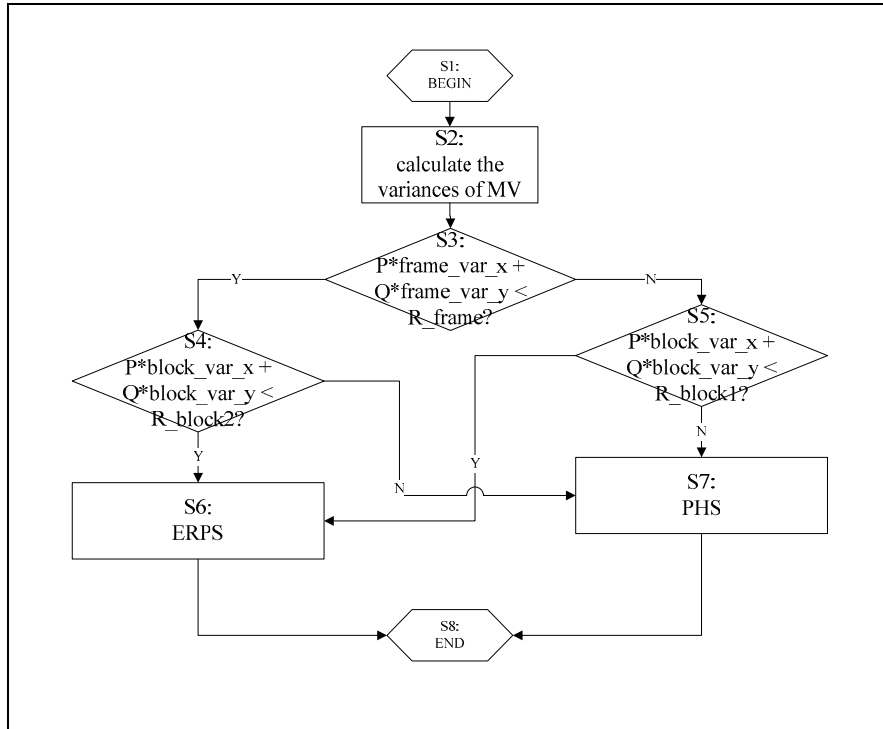 S1:
BEGIN
S2:
calculate the
variances of MV
S3:
P*frame_var_x +
Q*frame_var_y <
R_frame?
Y
N
S4:
P*block_var_x +
Q*block_var_y <
R_block2?
S5:
P*block_var_x +
Q*block_var_y <
R_block1?
Y
N
Y
N
S6:
ERPS
S7:
PHS
S8:
END